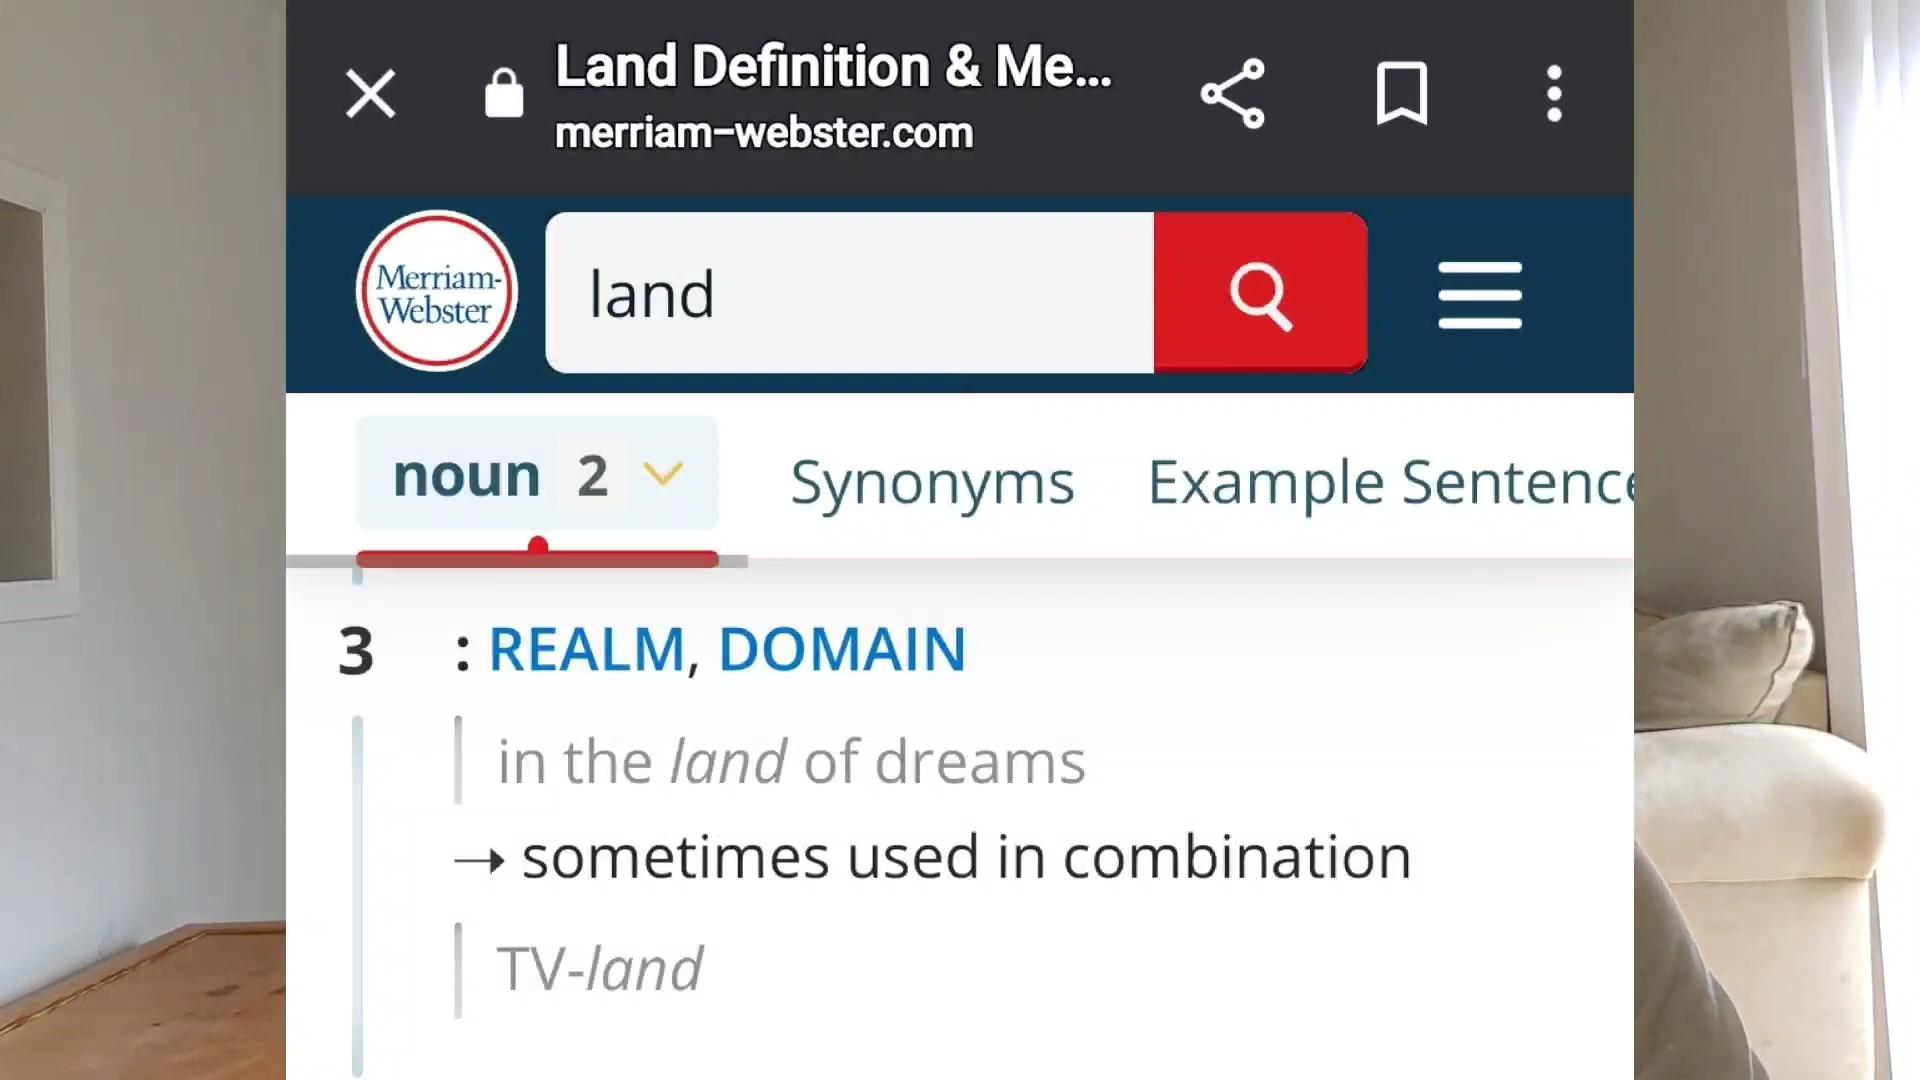 Land Definition & Me...
merriam-webster.com
Merriam-
Webster
land
noun 2
Synonyms
Example Sentenc
3 : REALM, DOMAIN
in the land of dreams
→ sometimes used in combination
TV-land